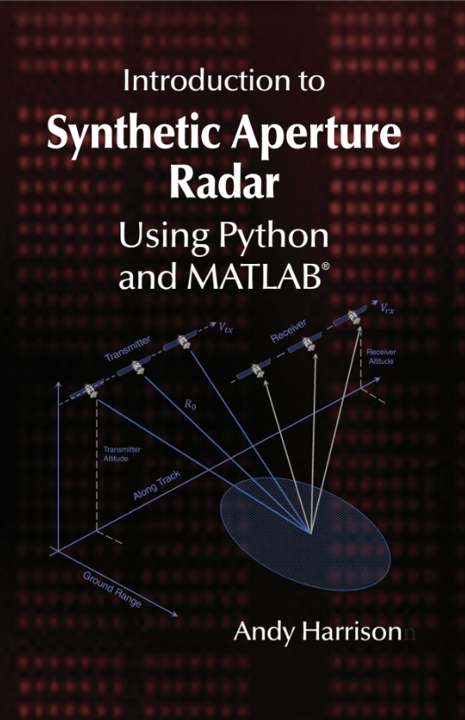 Introduction to
Synthetic Aperture
Radar
Using Python
and MATLAB®
V_tx
V_rx
Transmitter
Receiver
Receiver
Altitude
R_0
Transmitter
Altitude
Along Track
Ground Range
Andy Harrison